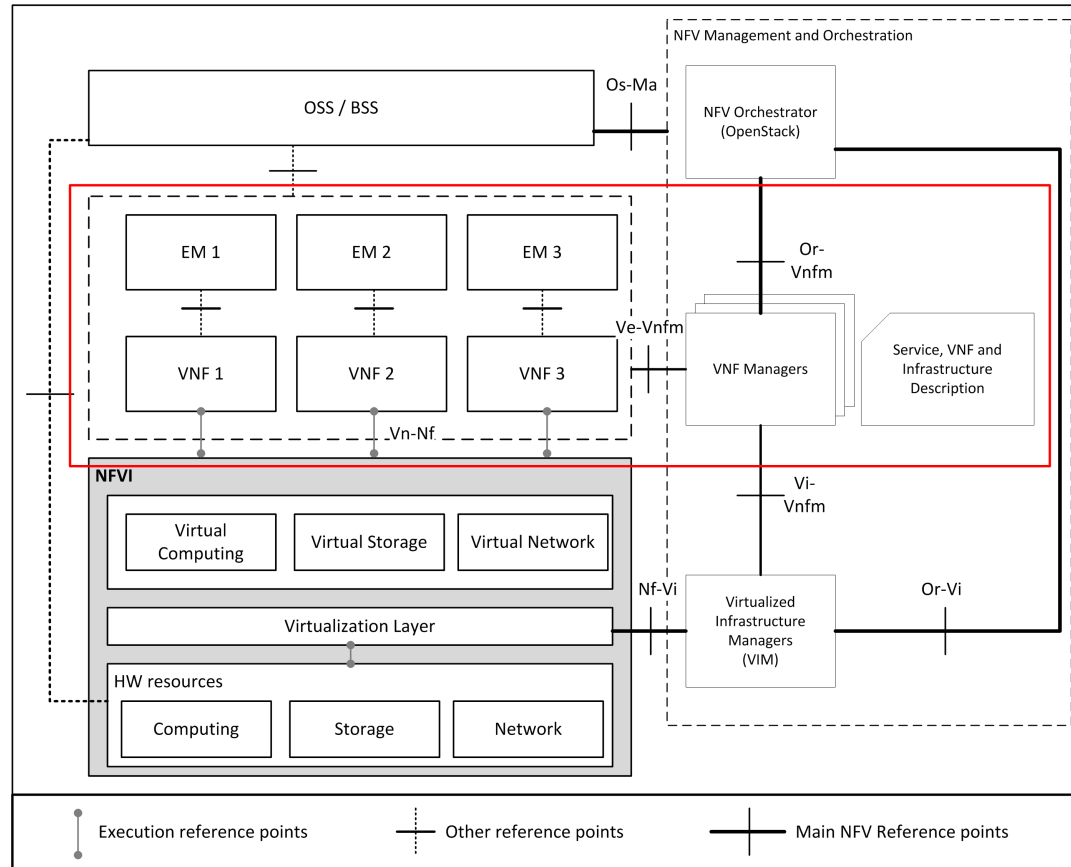 NFV Management and Orchestration
OSS / BSS
Os-Ma
NFV Orchestrator
(OpenStack)
EM 1
EM 2
EM 3
Or-
Vnfm
Ve-Vnfm
VNF 1
VNF 2
VNF 3
VNF Managers
Service, VNF and
Infrastructure
Description
Vn-Nf
NFVI
Vi-
Vnfm
Virtual
Computing
Virtual Storage
Virtual Network
Nf-Vi
Virtualized
Infrastructure
Managers
(VIM)
Or-Vi
Virtualization Layer
HW resources
Computing
Storage
Network
Execution reference points
Other reference points
Main NFV Reference points